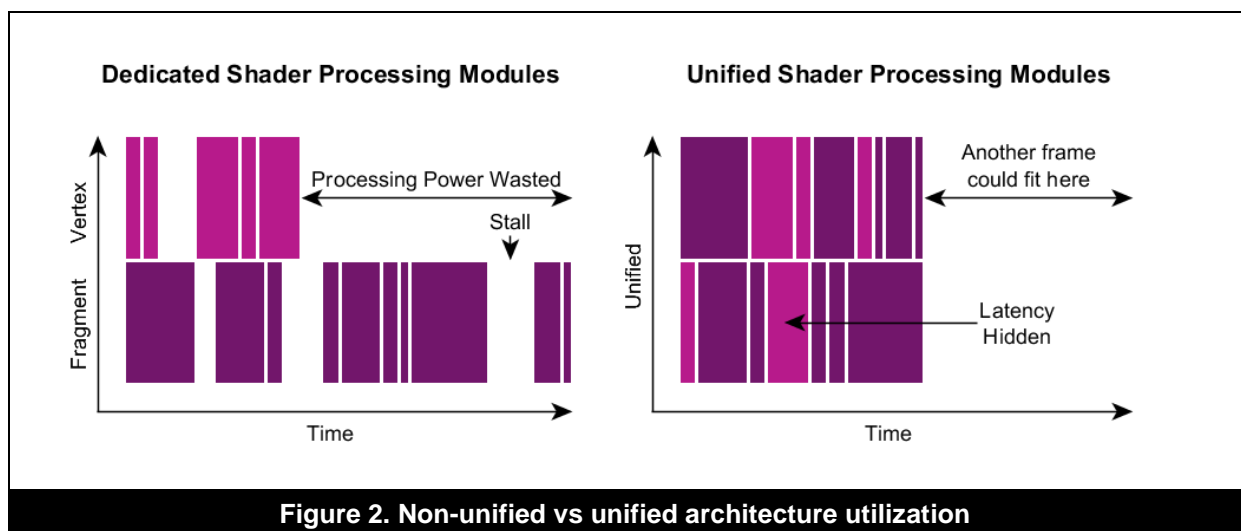 Dedicated Shader Processing Modules
Vertex
Fragment
Processing Power Wasted
Stall
Time
Unified Shader Processing Modules
Unified
Another frame
could fit here
Latency
Hidden
Time
Figure 2. Non-unified vs unified architecture utilization